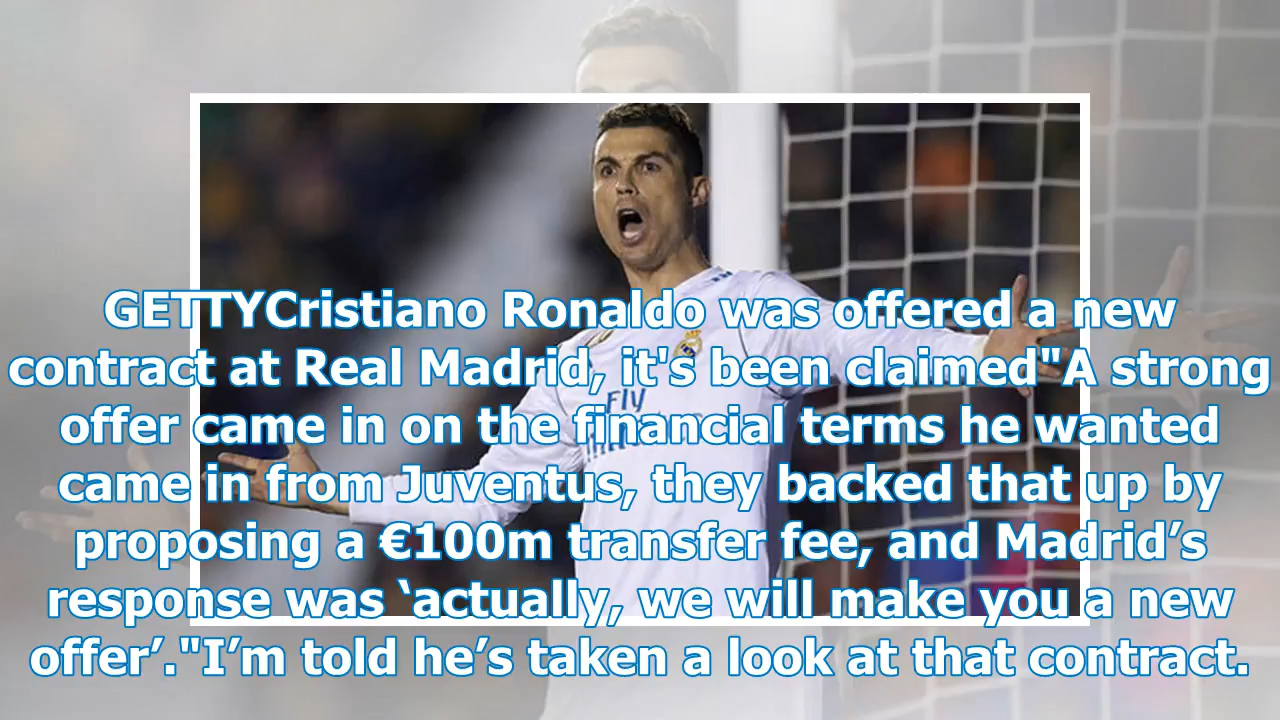 GETTYCristiano Ronaldo was offered a new
contract at Real Madrid, it's been claimed"A strong
offer came in on the financial terms he wanted
came in from Juventus, they backed that up by
proposing a €100m transfer fee, and Madrid’s
response was ‘actually, we will make you a new
offer’."I’m told he’s taken a look at that contract.
Fly